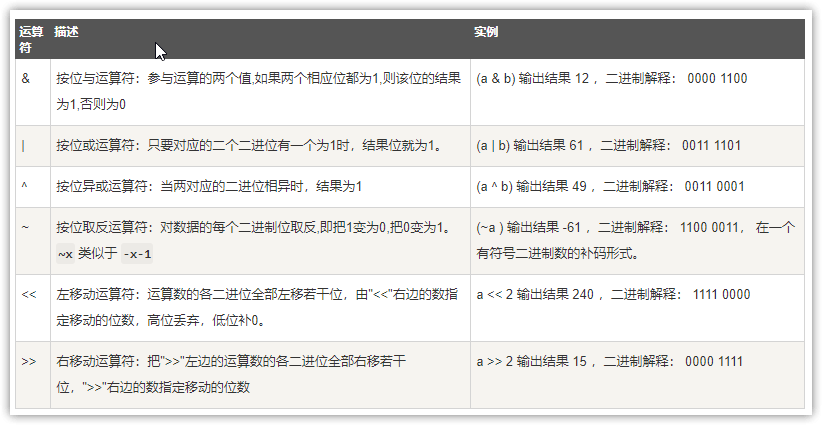 运算符 描述 实例
& 按位与运算符：参与运算的两个值,如果两个相应位都为1,则该位的结果 (a & b) 输出结果 12 ，二进制解释： 0000 1100
为1,否则为0
| 按位或运算符：只要对应的二个二进位有一个为1时，结果位就为1。 (a | b) 输出结果 61 ，二进制解释： 0011 1101
^ 按位异或运算符：当两对应的二进位相异时，结果为1 (a ^ b) 输出结果 49 ，二进制解释： 0011 0001
~ 按位取反运算符：对数据的每个二进制位取反,即把1变为0,把0变为1。 (~a ) 输出结果 -61 ，二进制解释： 1100 0011， 在一个
~x 类似于 -x-1 有符号二进制数的补码形式。
<< 左移动运算符：运算数的各二进位全部左移若干位，由"<<"右边的数指 a << 2 输出结果 240 ，二进制解释： 1111 0000
定移动的位数，高位丢弃，低位补0。
>> 右移动运算符：把">>"左边的运算数的各二进位全部右移若干 a >> 2 输出结果 15 ，二进制解释： 0000 1111
位，">>"右边的数指定移动的位数